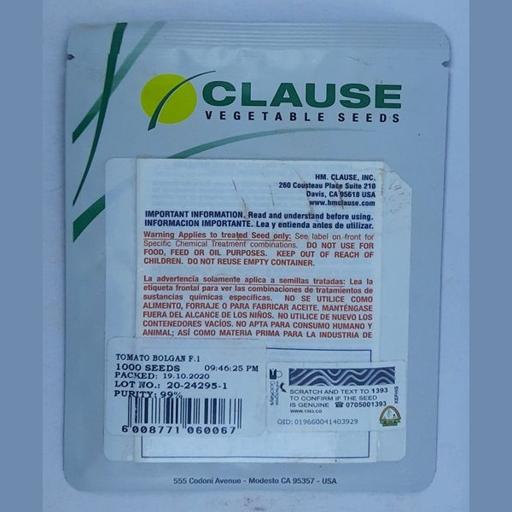 CLAUSE
VEGETABLE SEEDS
HM. CLAUSE, INC.
260 Cousteau Place Suite 210
Davis, CA 95618 USA
www.hmclause.com
IMPORTANT INFORMATION. Read and understand before using.
INFORMACION IMPORTANTE. Lea y entienda antes de utilizar.
Warning Applies to treated Seed only: See label on front for
Specific Chemical Treatment combinations. DO NOT USE FOR
FOOD, FEED OR OIL PURPOSES. KEEP OUT OF REACH OF
CHILDREN. DO NOT REUSE EMPTY CONTAINER.
La advertencia solamente aplica a semillas tratadas: Lea la
etiqueta frontal para ver las combinaciones de tratamientos de
sustancias químicas específicas. NO SE UTILICE COMO
ALIMENTO, FORRAJE O PARA FABRICAR ACEITE. MANTÉNGASE
FUERA DEL ALCANCE DE LOS NIÑOS. NO UTILICE DE NUEVO LOS
CONTENEDORES VACÍOS. NO APTA PARA CONSUMO HUMANO Y
ANIMAL; ASÍ COMO MATERIA PRIMA PARA LA INDUSTRIA DE
TOMATO BOLGAN F.1
1000 SEEDS 09:46:25 PM
PACKED: 19.10.2020
LOT NO.: 20-24295-1
PURITY: 99%
6 008771 060067
SCRATCH AND TEXT TO 1393
TO CONFIRM IF THE SEED
IS GENUINE ☎ 0705001393
WWW.1393.CO
KEPHIS
QID: 019660041403929
555 Codoni Avenue - Modesto CA 95357 - USA